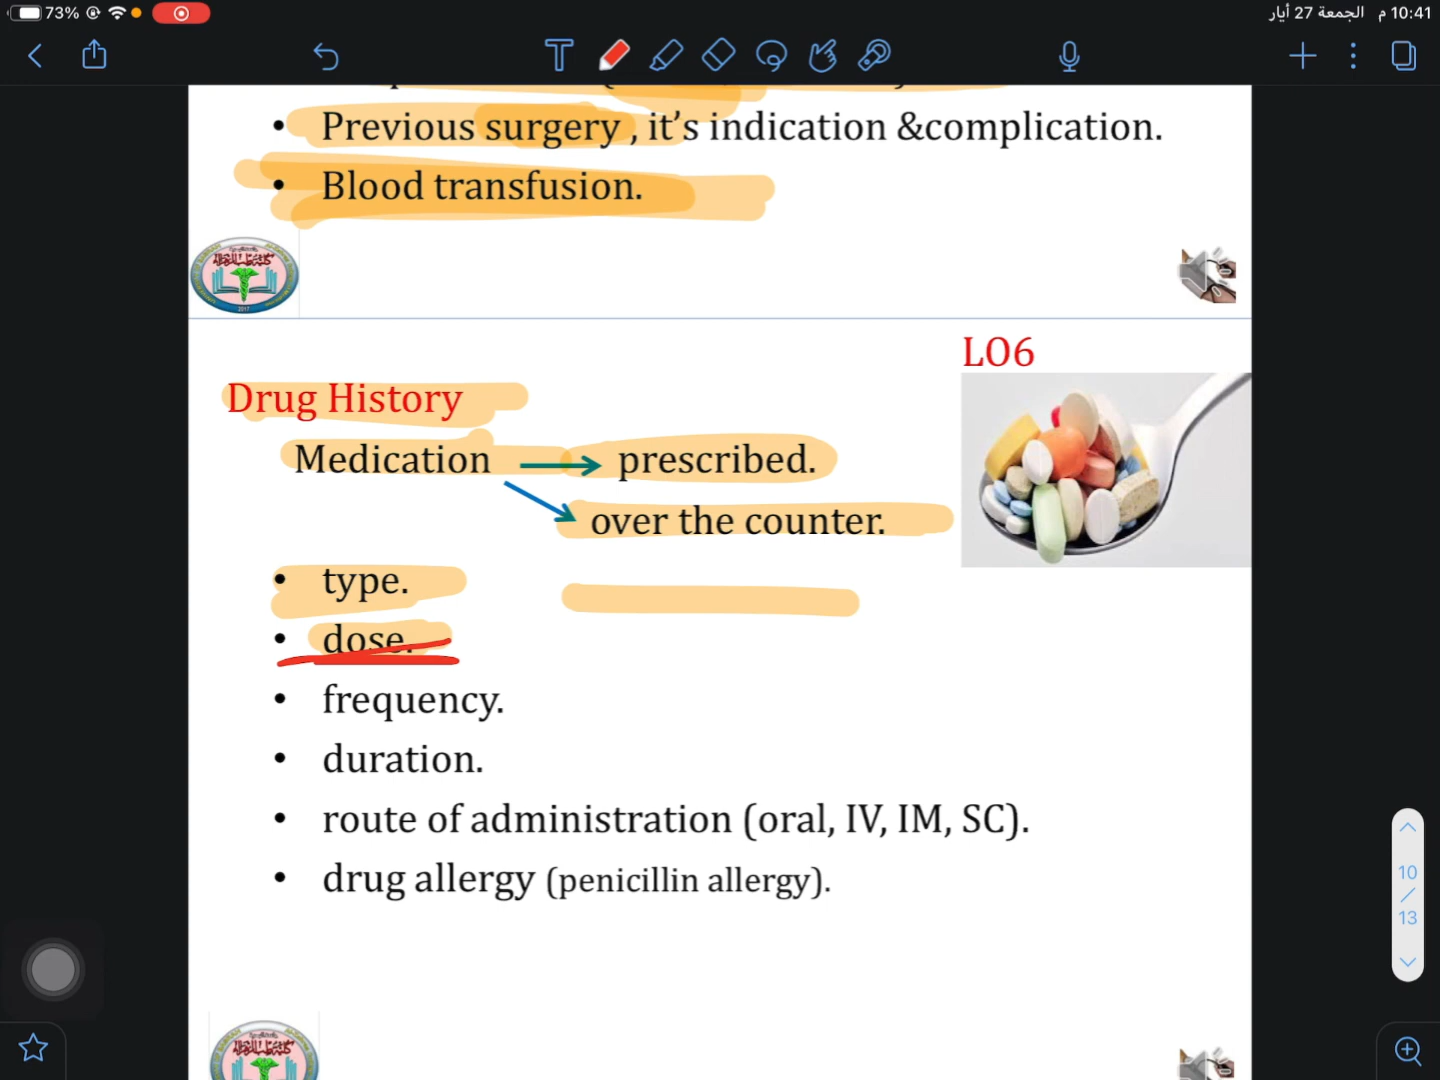 73%
10:41 م الجمعة 27 أيار
• Previous surgery , it's indication &complication.
• Blood transfusion.
2017
LO6
Drug History
Medication prescribed.
over the counter.
• type.
• dose.
• frequency.
• duration.
• route of administration (oral, IV, IM, SC).
• drug allergy (penicillin allergy).
10
/
13